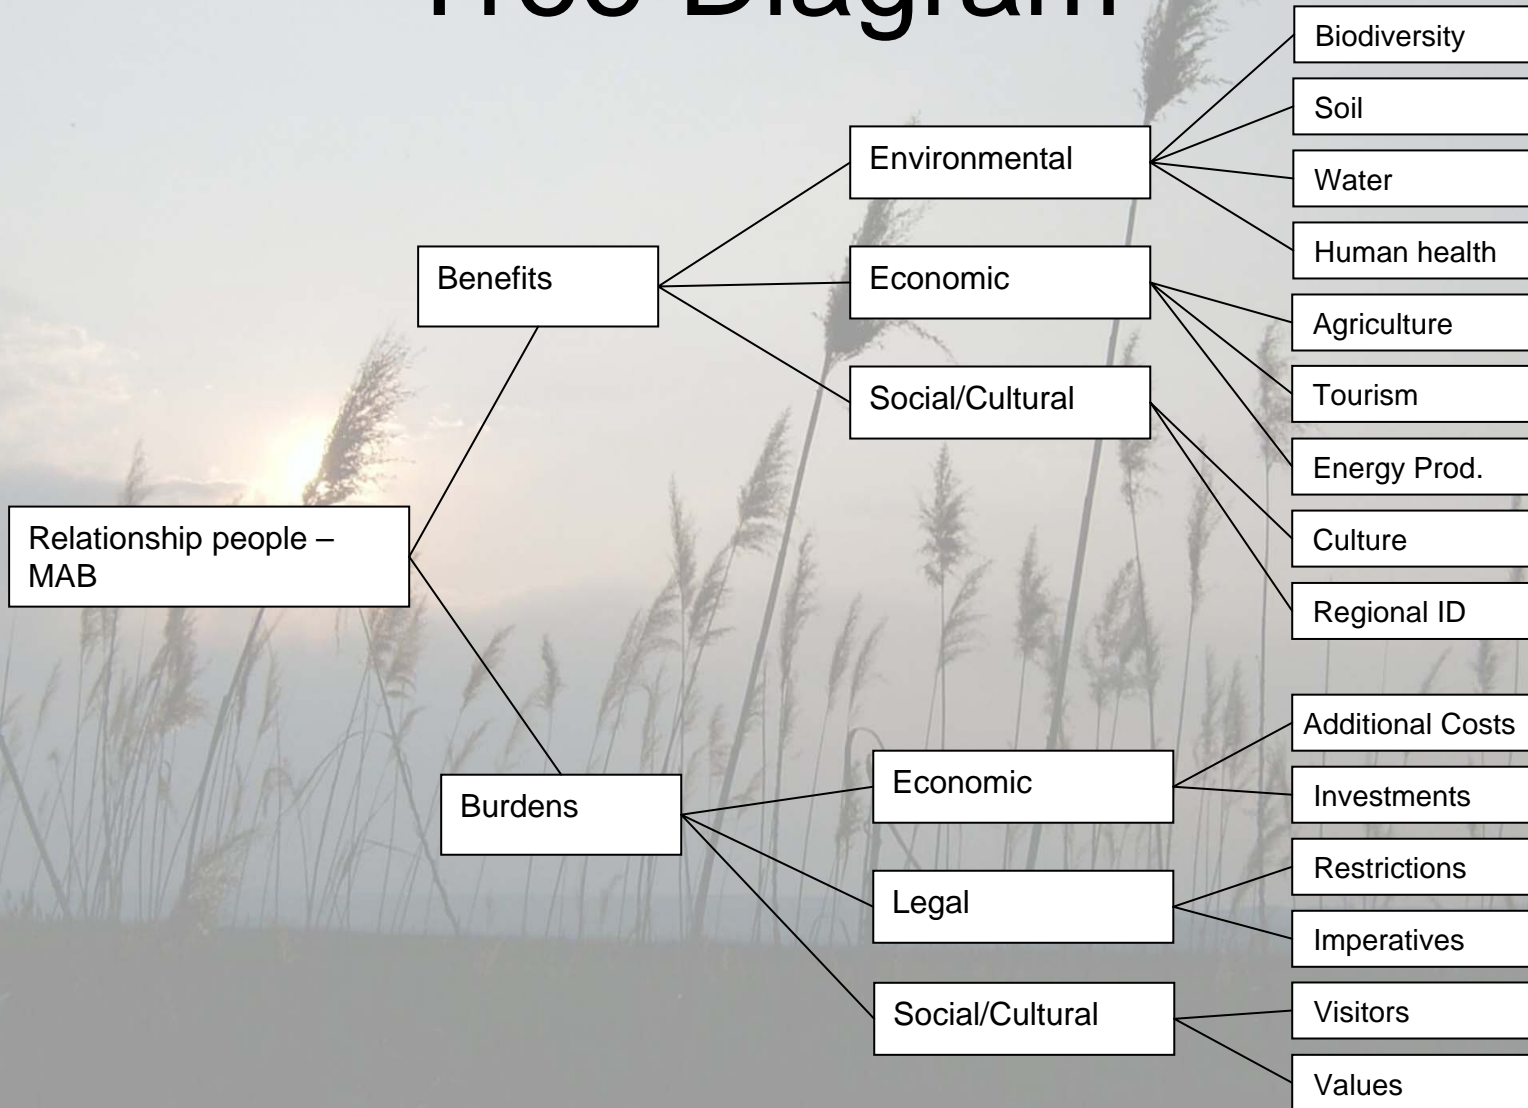 Tree Diagram
Relationship people –
MAB
Benefits
Environmental
Biodiversity
Soil
Water
Human health
Economic
Agriculture
Tourism
Energy Prod.
Social/Cultural
Culture
Regional ID
Burdens
Economic
Additional Costs
Investments
Legal
Restrictions
Imperatives
Social/Cultural
Visitors
Values